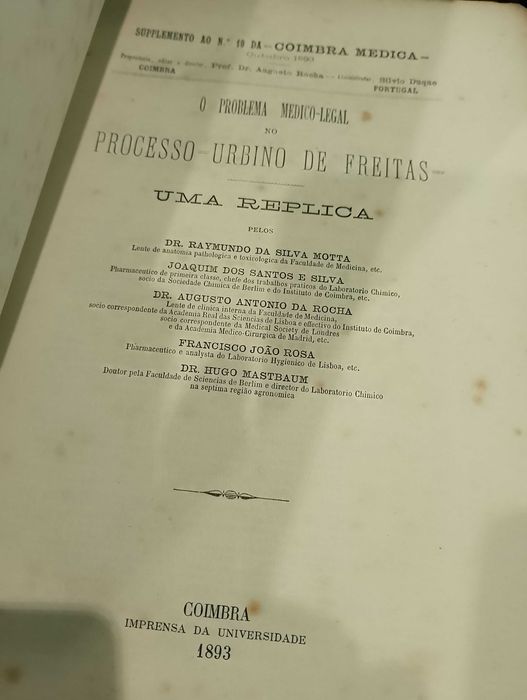 SUPPLEMENTO AO N.º 19 DA — COIMBRA MEDICA —
Outubro 1893
Proprietario, editor e director, Prof. Dr. Augusto Rocha — Silvio Duque
COIMBRA PORTUGAL
O PROBLEMA MEDICO-LEGAL
NO
PROCESSO — URBINO DE FREITAS —
UMA REPLICA
PELOS
DR. RAYMUNDO DA SILVA MOTTA
Lente de anatomia pathologica e toxicologica da Faculdade de Medicina, etc.
JOAQUIM DOS SANTOS E SILVA
Pharmaceutico de primeira classe, chefe dos trabalhos praticos do Laboratorio Chimico,
socio da Sociedade Chimica de Berlim e do Instituto de Coimbra, etc.
DR. AUGUSTO ANTONIO DA ROCHA
Lente de clinica interna da Faculdade de Medicina,
socio correspondente da Academia Real das Sciencias de Lisboa e effectivo do Instituto de Coimbra,
socio correspondente da Medical Society de Londres
e da Academia Medico-Cirurgica de Madrid, etc.
FRANCISCO JOÃO ROSA
Pharmaceutico e analysta do Laboratorio Hygienico de Lisboa, etc.
DR. HUGO MASTBAUM
Doutor pela Faculdade de Sciencias de Berlim e director do Laboratorio Chimico
na septima região agronomica
COIMBRA
IMPRENSA DA UNIVERSIDADE
1893